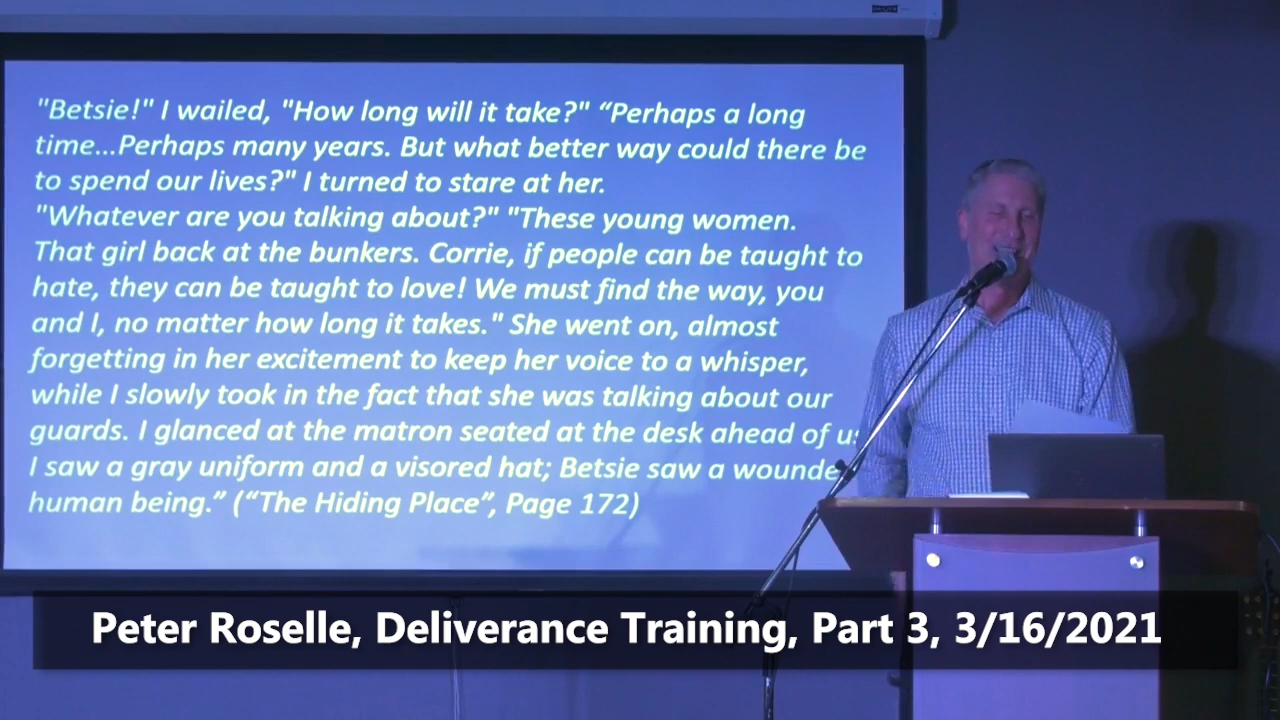 "Betsie!" I wailed, "How long will it take?" “Perhaps a long
time...Perhaps many years. But what better way could there be
to spend our lives?" I turned to stare at her.
"Whatever are you talking about?" "These young women.
That girl back at the bunkers. Corrie, if people can be taught to
hate, they can be taught to love! We must find the way, you
and I, no matter how long it takes." She went on, almost
forgetting in her excitement to keep her voice to a whisper,
while I slowly took in the fact that she was talking about our
guards. I glanced at the matron seated at the desk ahead of us
I saw a gray uniform and a visored hat; Betsie saw a wounde
human being.” (“The Hiding Place”, Page 172)
Peter Roselle, Deliverance Training, Part 3, 3/16/2021